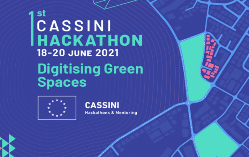 1st
CASSINI
HACKATHON
18-20 JUNE 2021
Digitising Green
Spaces
CASSINI
Hackathons & Mentoring